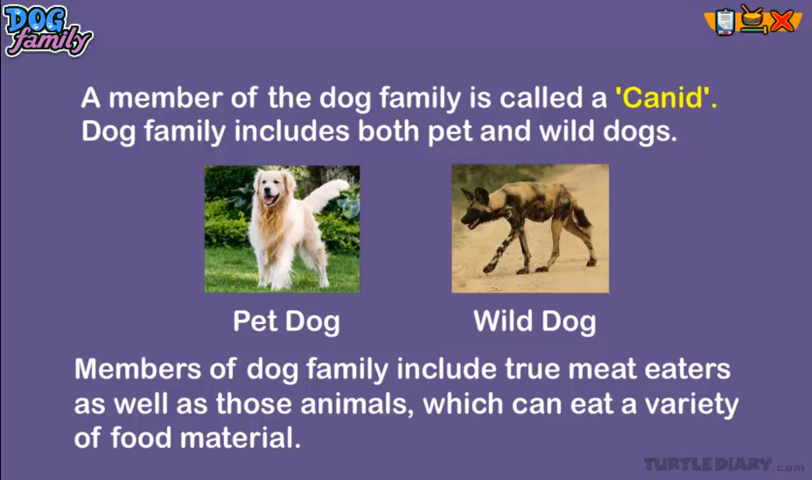 DOG
family
A member of the dog family is called a 'Canid'.
Dog family includes both pet and wild dogs.
Pet Dog
Wild Dog
Members of dog family include true meat eaters
as well as those animals, which can eat a variety
of food material.
TURTLEDIARY.com